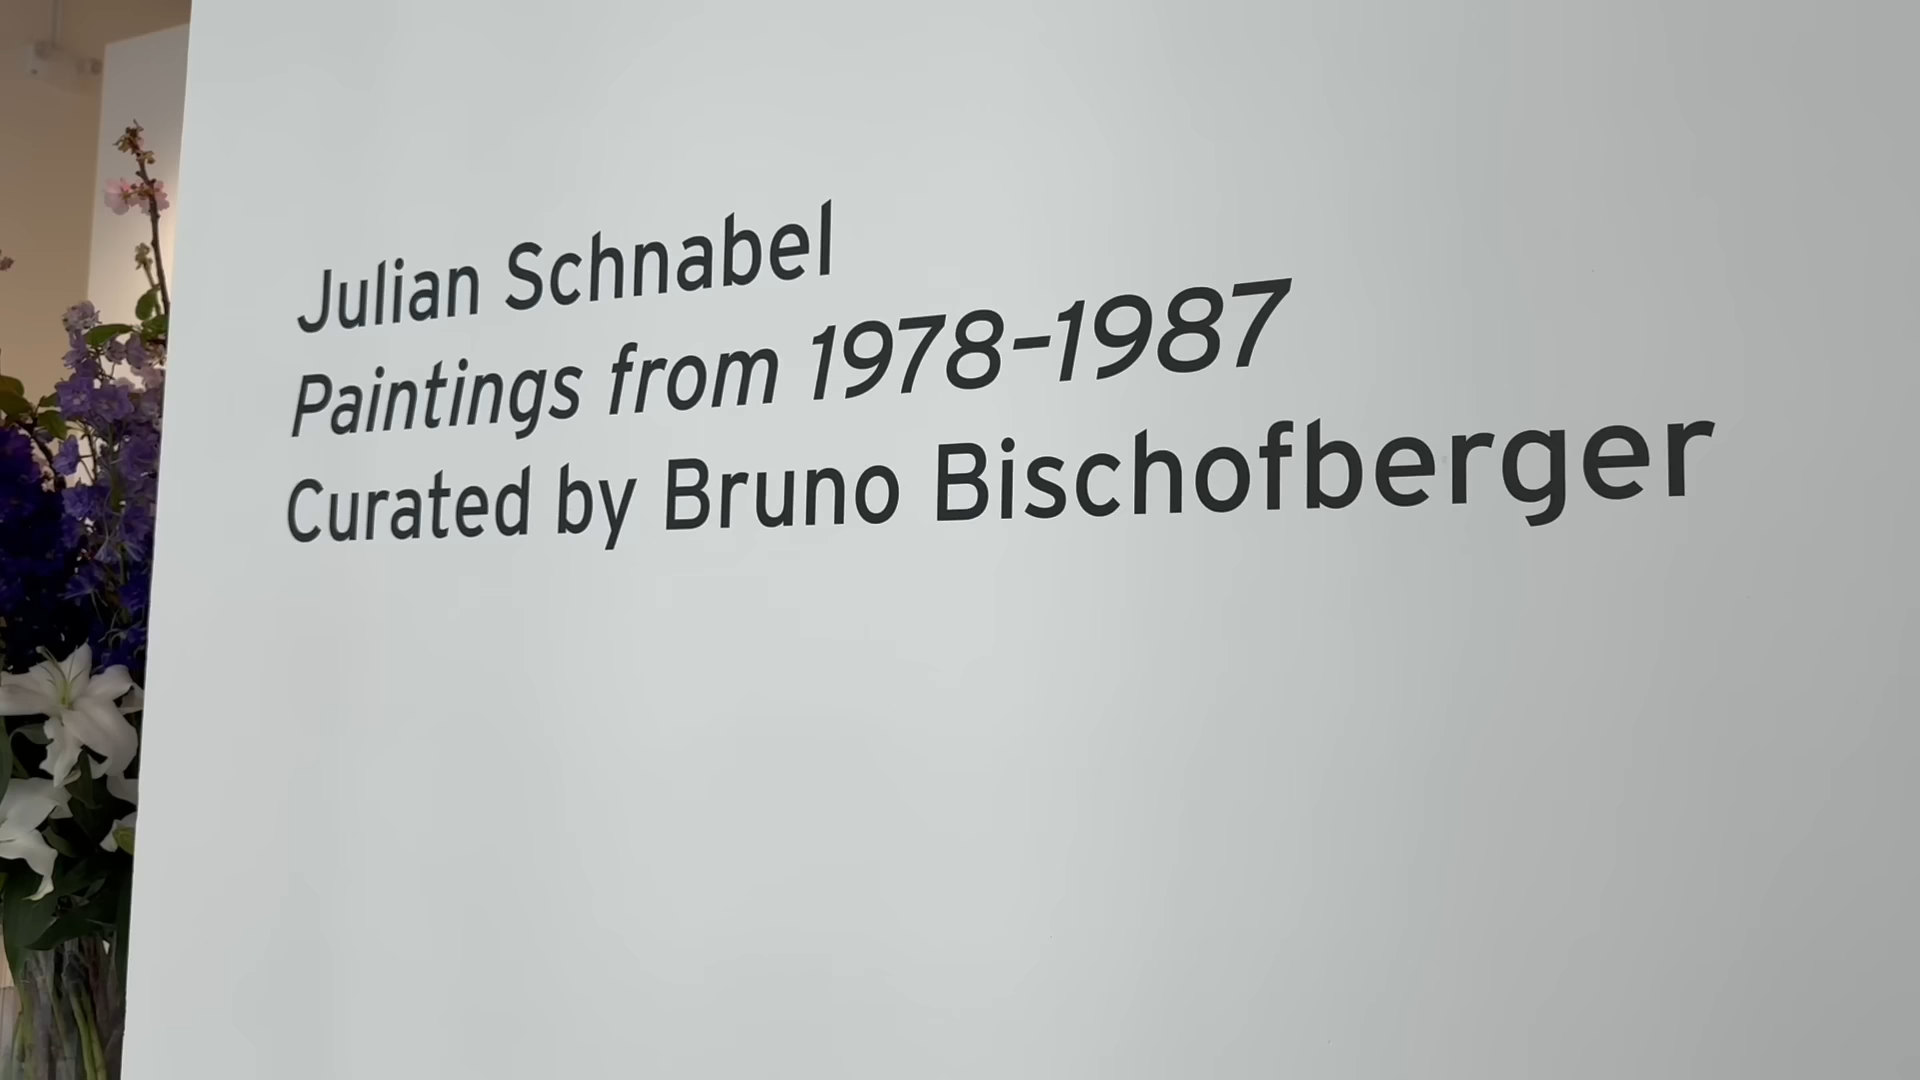 Julian Schnabel
Paintings from 1978–1987
Curated by Bruno Bischofberger